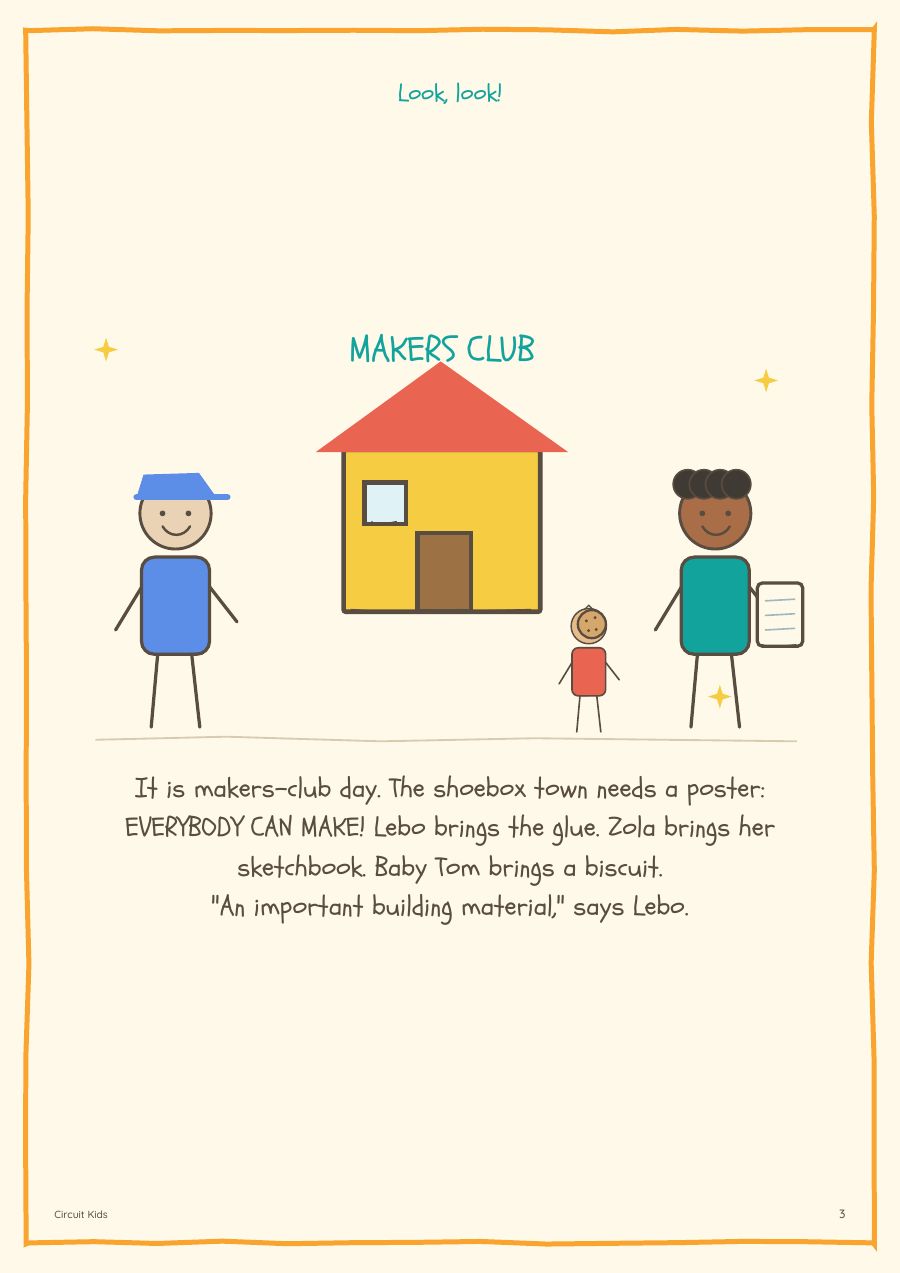 Look, look!
MAKERS CLUB
It is makers-club day. The shoebox town needs a poster:
EVERYBODY CAN MAKE! Lebo brings the glue. Zola brings her
sketchbook. Baby Tom brings a biscuit.
"An important building material," says Lebo.
Circuit Kids
3